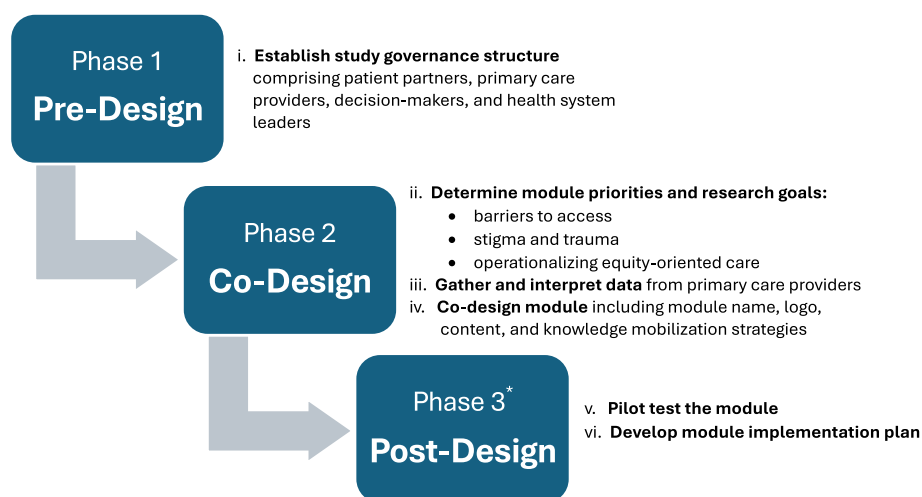 Phase 1
Pre-Design
i. Establish study governance structure
comprising patient partners, primary care
providers, decision-makers, and health system
leaders
Phase 2
Co-Design
ii. Determine module priorities and research goals:
• barriers to access
• stigma and trauma
• operationalizing equity-oriented care
iii. Gather and interpret data from primary care providers
iv. Co-design module including module name, logo,
content, and knowledge mobilization strategies
Phase 3*
Post-Design
v. Pilot test the module
vi. Develop module implementation plan